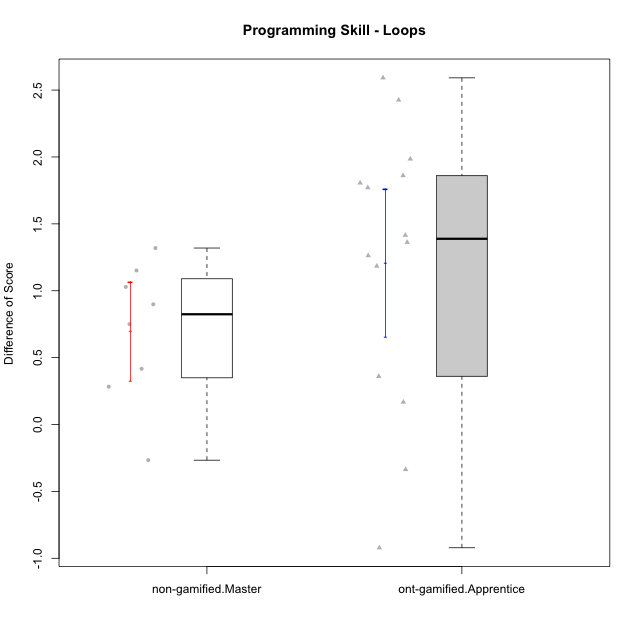 Programming Skill - Loops
Difference of Score
2.5
2.0
1.5
1.0
0.5
0.0
-0.5
-1.0
non-gamified.Master
ont-gamified.Apprentice